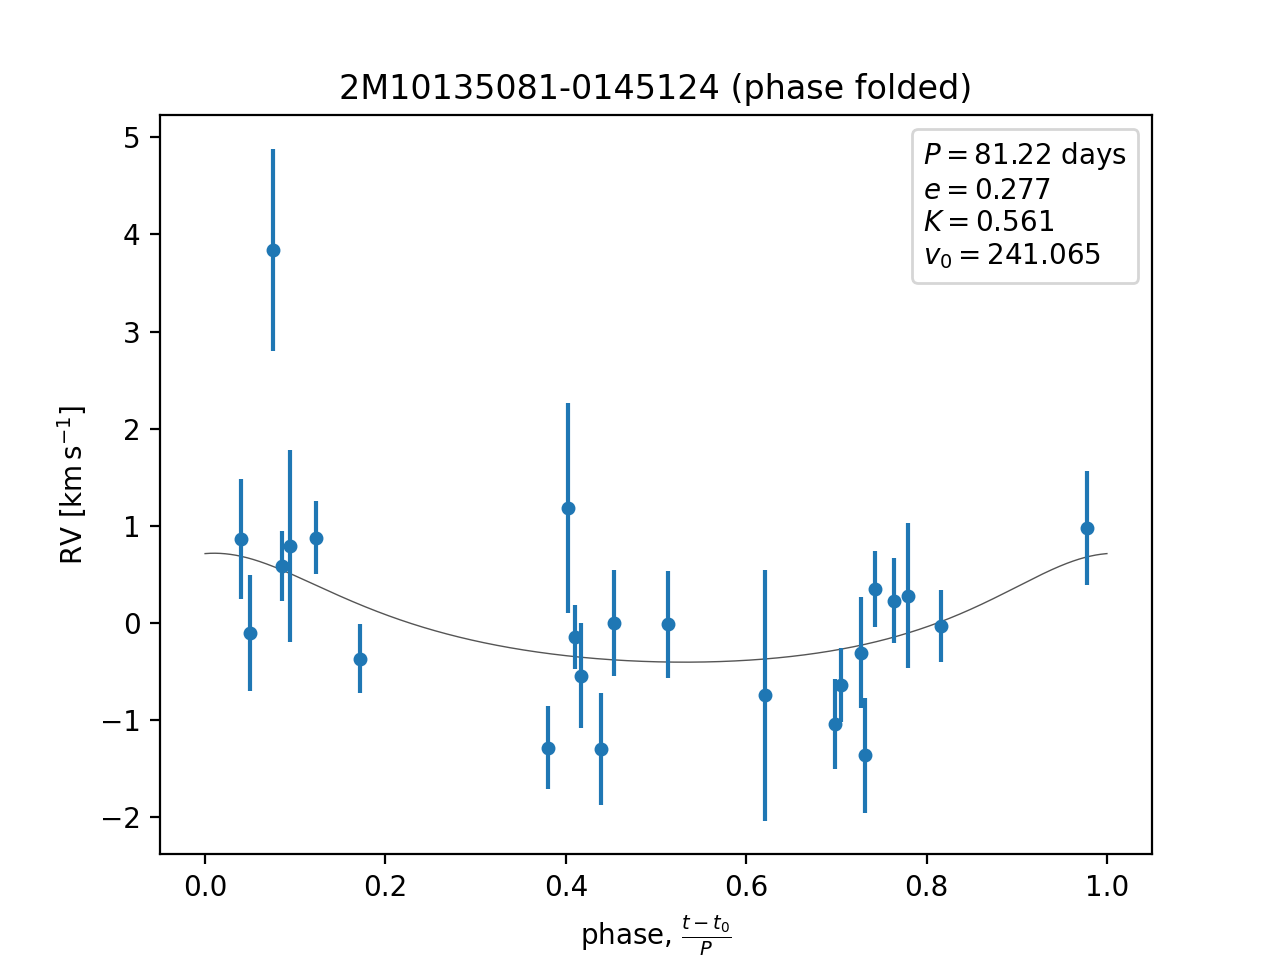 2M10135081-0145124 (phase folded)
P = 81.22 days
e = 0.277
K = 0.561
v₀ = 241.065
5
4
3
2
1
0
−1
−2
RV [km s⁻¹]
0.0 0.2 0.4 0.6 0.8 1.0
phase, (t − t₀)/P